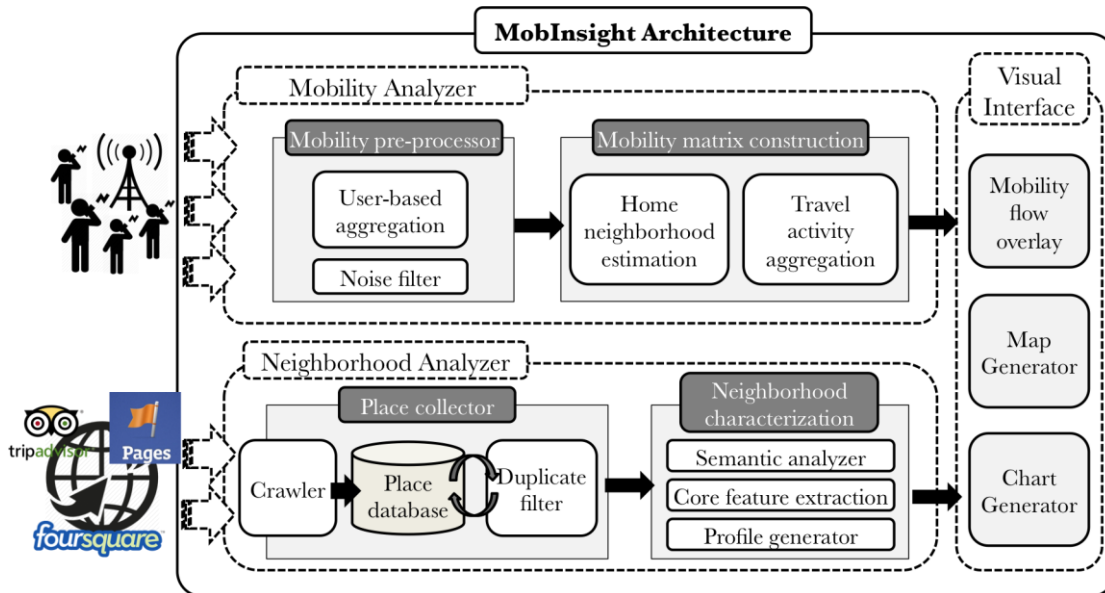 MobInsight Architecture
Mobility Analyzer
Mobility pre-processor
User-based
aggregation
Noise filter
Mobility matrix construction
Home
neighborhood
estimation
Travel
activity
aggregation
Visual
Interface
Mobility
flow
overlay
Map
Generator
Chart
Generator
Neighborhood Analyzer
Place collector
Crawler
Place
database
Duplicate
filter
Neighborhood
characterization
Semantic analyzer
Core feature extraction
Profile generator
tripadvisor
Pages
foursquare